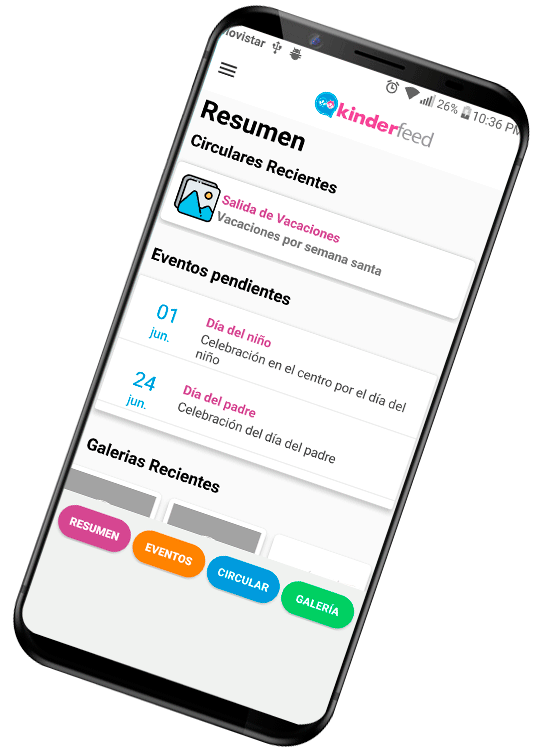 movistar
26% 10:36 PM
kinderfeed
Resumen
Circulares Recientes
Salida de Vacaciones
Vacaciones por semana santa
Eventos pendientes
01
jun.
Día del niño
Celebración en el centro por el día del
niño
24
jun.
Día del padre
Celebración del día del padre
Galerias Recientes
RESUMEN
EVENTOS
CIRCULAR
GALERÍA